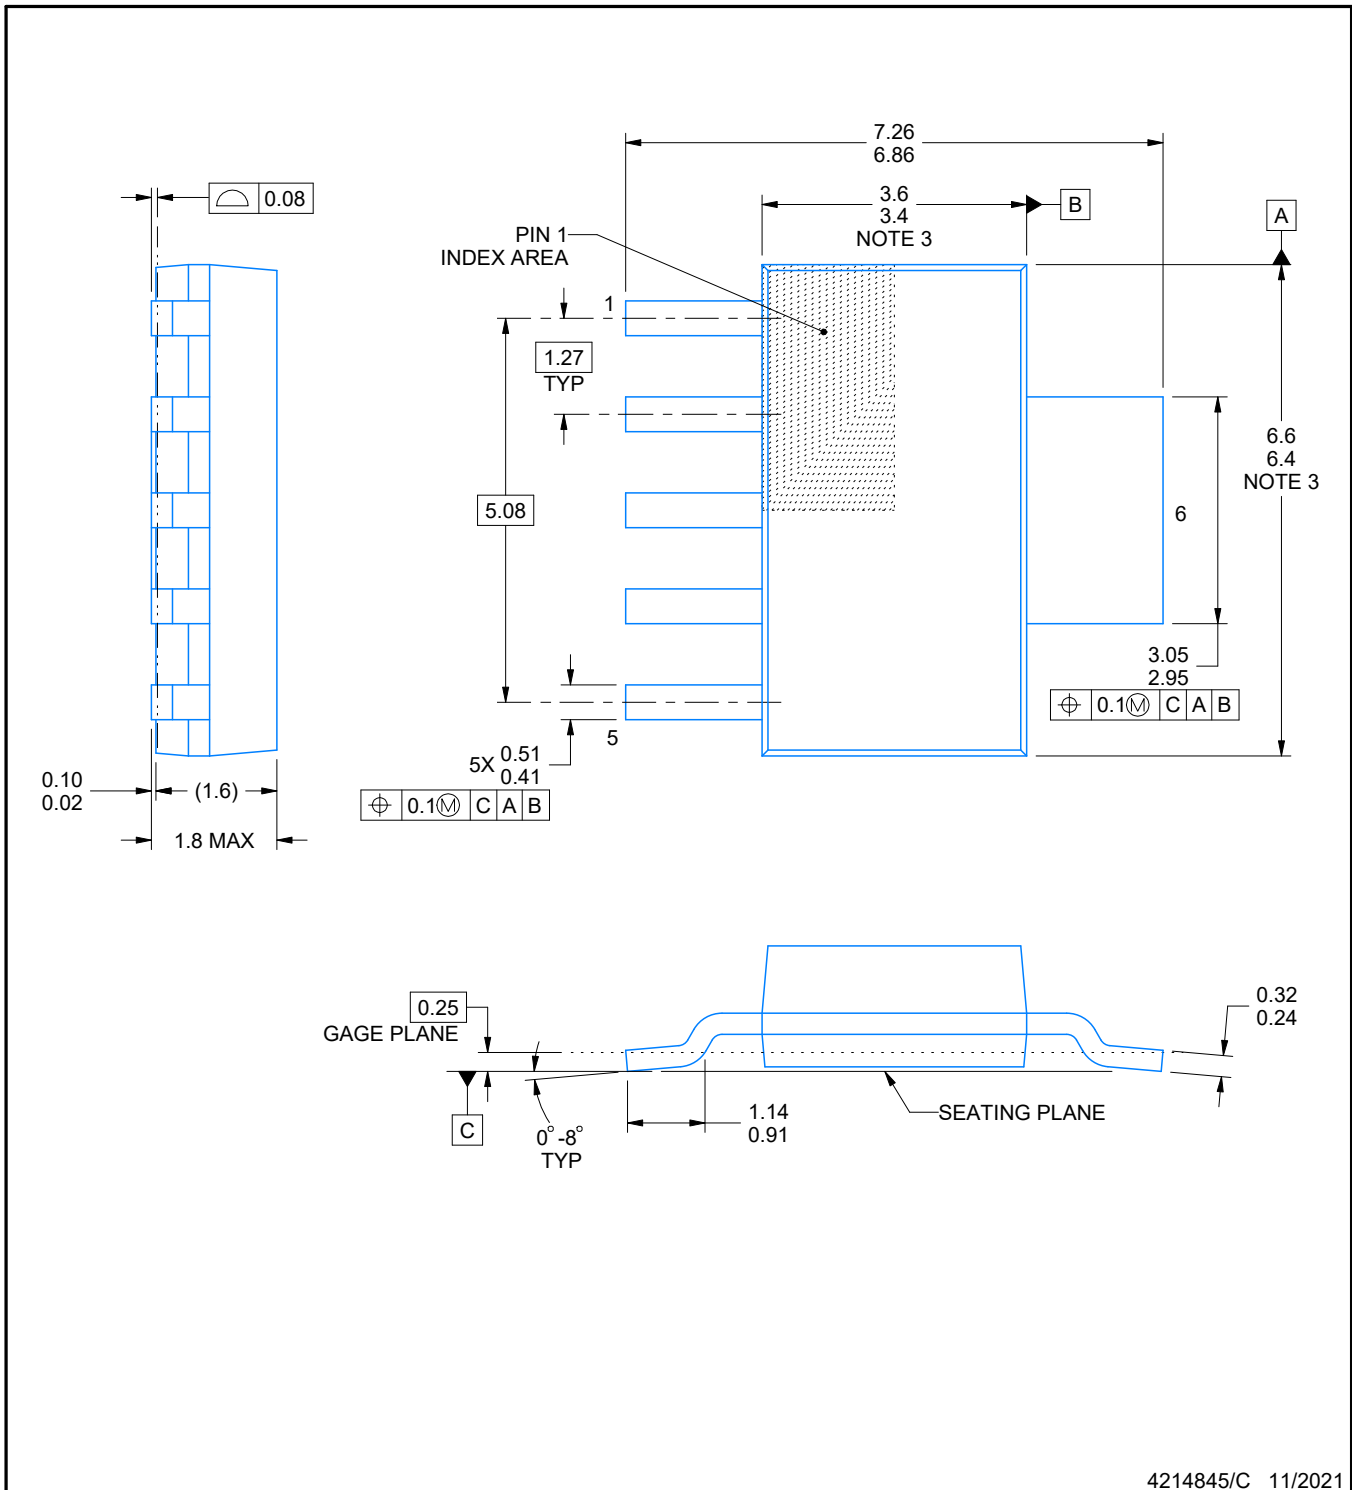 7.26
6.86
0.08
3.6
3.4
NOTE 3
B
A
PIN 1
INDEX AREA
1
1.27
TYP
5.08
6.6
6.4
NOTE 3
6
3.05
2.95
0.1Ⓜ C A B
5
5X 0.51
0.41
0.1Ⓜ C A B
0.10
0.02
(1.6)
1.8 MAX
0.25
GAGE PLANE
0.32
0.24
C
0°-8°
TYP
1.14
0.91
SEATING PLANE
4214845/C 11/2021